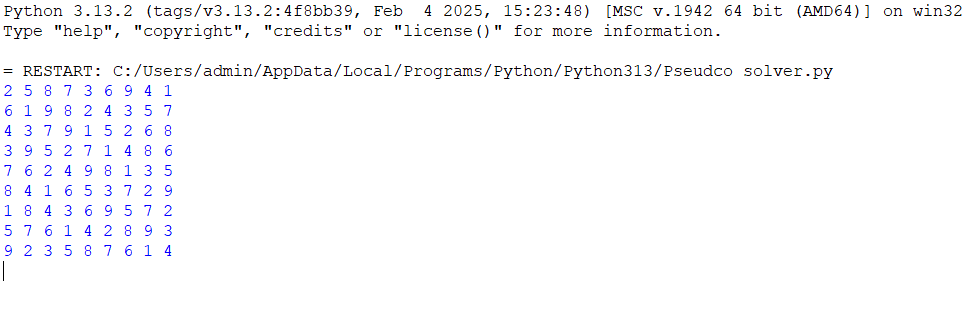 Python 3.13.2 (tags/v3.13.2:4f8bb39, Feb  4 2025, 15:23:48) [MSC v.1942 64 bit (AMD64)] on win32
Type "help", "copyright", "credits" or "license()" for more information.
= RESTART: C:/Users/admin/AppData/Local/Programs/Python/Python313/Pseudco solver.py
2 5 8 7 3 6 9 4 1
6 1 9 8 2 4 3 5 7
4 3 7 9 1 5 2 6 8
3 9 5 2 7 1 4 8 6
7 6 2 4 9 8 1 3 5
8 4 1 6 5 3 7 2 9
1 8 4 3 6 9 5 7 2
5 7 6 1 4 2 8 9 3
9 2 3 5 8 7 6 1 4